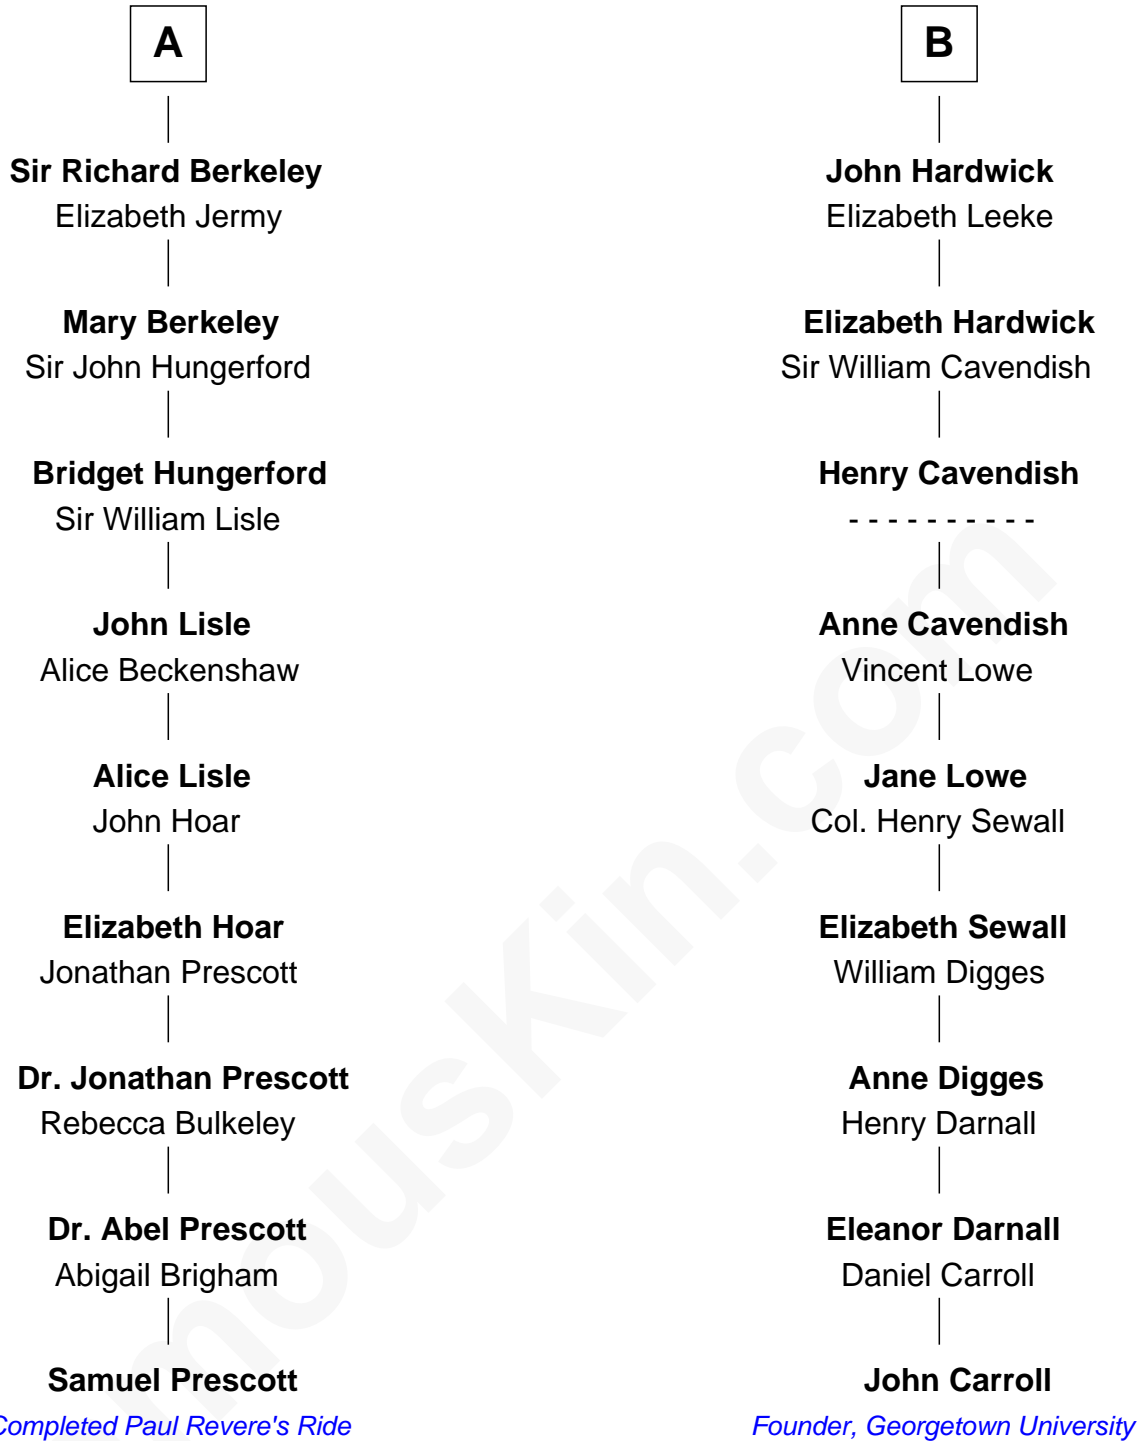 A
Sir Richard Berkeley
Elizabeth Jermy
Mary Berkeley
Sir John Hungerford
Bridget Hungerford
Sir William Lisle
John Lisle
Alice Beckenshaw
Alice Lisle
John Hoar
Elizabeth Hoar
Jonathan Prescott
Dr. Jonathan Prescott
Rebecca Bulkeley
Dr. Abel Prescott
Abigail Brigham
Samuel Prescott
Completed Paul Revere's Ride
B
John Hardwick
Elizabeth Leeke
Elizabeth Hardwick
Sir William Cavendish
Henry Cavendish
- - - - - - - - - -
Anne Cavendish
Vincent Lowe
Jane Lowe
Col. Henry Sewall
Elizabeth Sewall
William Digges
Anne Digges
Henry Darnall
Eleanor Darnall
Daniel Carroll
John Carroll
Founder, Georgetown University
mouskin.com